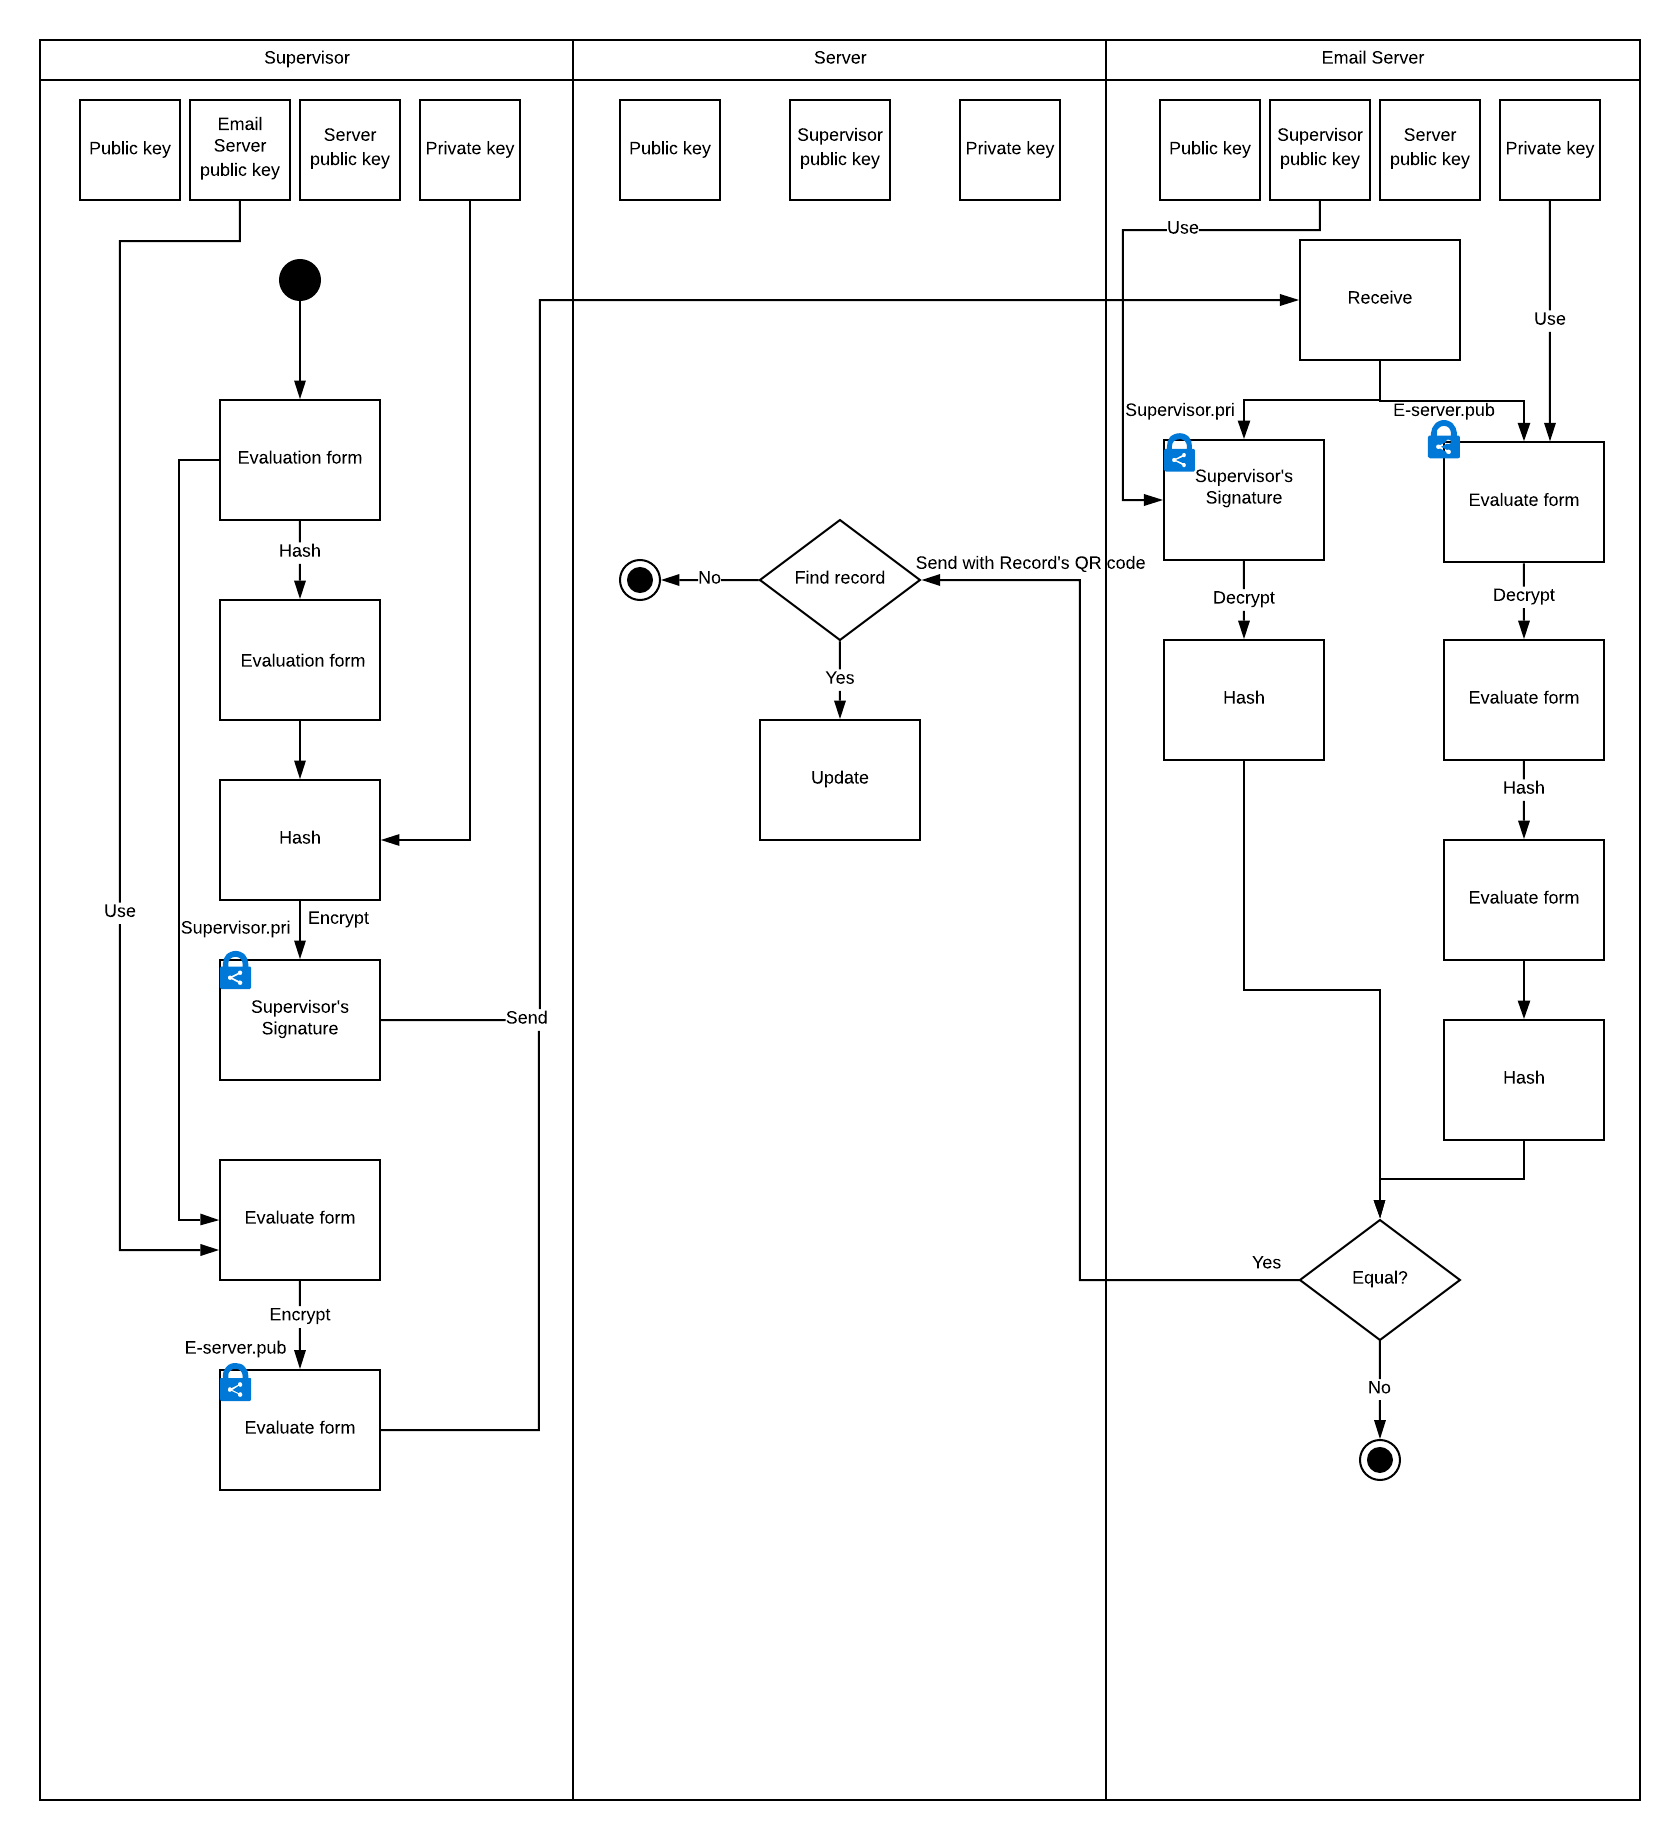 Supervisor
Server
Email Server
Public key
Email
Server
public key
Server
public key
Private key
Public key
Supervisor
public key
Private key
Public key
Supervisor
public key
Server
public key
Private key
Use
Receive
Use
Supervisor.pri
E-server.pub
Evaluation form
Supervisor's
Signature
Evaluate form
Hash
Send with Record's QR code
No
Find record
Decrypt
Decrypt
Evaluation form
Yes
Hash
Evaluate form
Update
Hash
Hash
Evaluate form
Use
Supervisor.pri
Encrypt
Supervisor's
Signature
Send
Hash
Evaluate form
Yes
Equal?
Encrypt
E-server.pub
No
Evaluate form